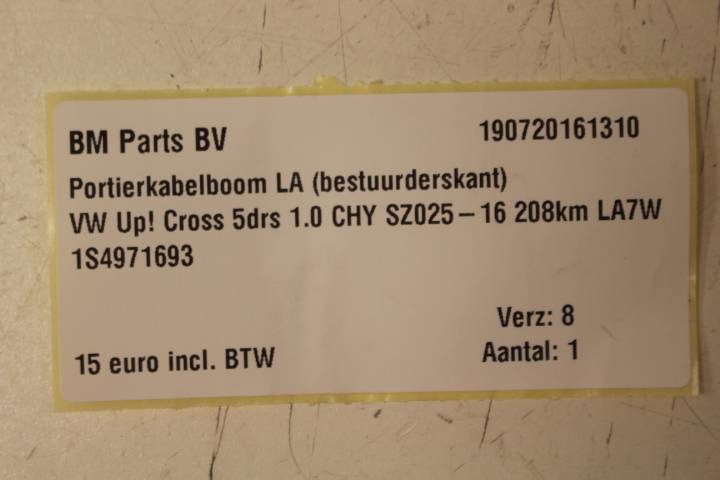 BM Parts BV 190720161310
Portierkabelboom LA (bestuurderskant)
VW Up! Cross 5drs 1.0 CHY SZ025-16 208km LA7W
1S4971693
Verz: 8
15 euro incl. BTW Aantal: 1